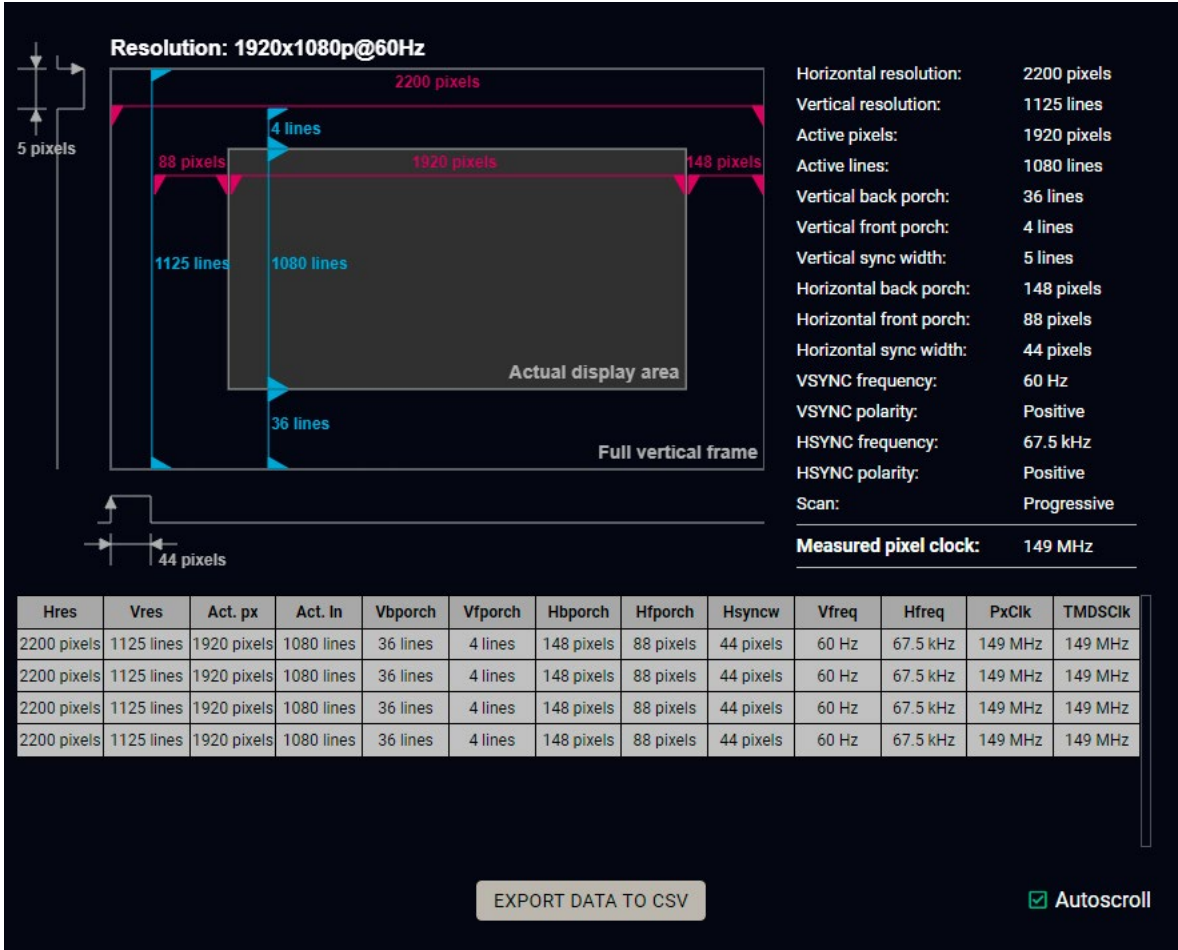 Resolution: 1920x1080p@60Hz
2200 pixels
4 lines
5 pixels
88 pixels
1920 pixels
148 pixels
1125 lines
1080 lines
Actual display area
36 lines
Full vertical frame
44 pixels
Horizontal resolution: 2200 pixels
Vertical resolution: 1125 lines
Active pixels: 1920 pixels
Active lines: 1080 lines
Vertical back porch: 36 lines
Vertical front porch: 4 lines
Vertical sync width: 5 lines
Horizontal back porch: 148 pixels
Horizontal front porch: 88 pixels
Horizontal sync width: 44 pixels
VSYNC frequency: 60 Hz
VSYNC polarity: Positive
HSYNC frequency: 67.5 kHz
HSYNC polarity: Positive
Scan: Progressive
Measured pixel clock: 149 MHz
Hres Vres Act. px Act. ln Vbporch Vfporch Hbporch Hfporch Hsyncw Vfreq Hfreq PxClk TMDSClk
2200 pixels 1125 lines 1920 pixels 1080 lines 36 lines 4 lines 148 pixels 88 pixels 44 pixels 60 Hz 67.5 kHz 149 MHz 149 MHz
2200 pixels 1125 lines 1920 pixels 1080 lines 36 lines 4 lines 148 pixels 88 pixels 44 pixels 60 Hz 67.5 kHz 149 MHz 149 MHz
2200 pixels 1125 lines 1920 pixels 1080 lines 36 lines 4 lines 148 pixels 88 pixels 44 pixels 60 Hz 67.5 kHz 149 MHz 149 MHz
2200 pixels 1125 lines 1920 pixels 1080 lines 36 lines 4 lines 148 pixels 88 pixels 44 pixels 60 Hz 67.5 kHz 149 MHz 149 MHz
EXPORT DATA TO CSV
Autoscroll